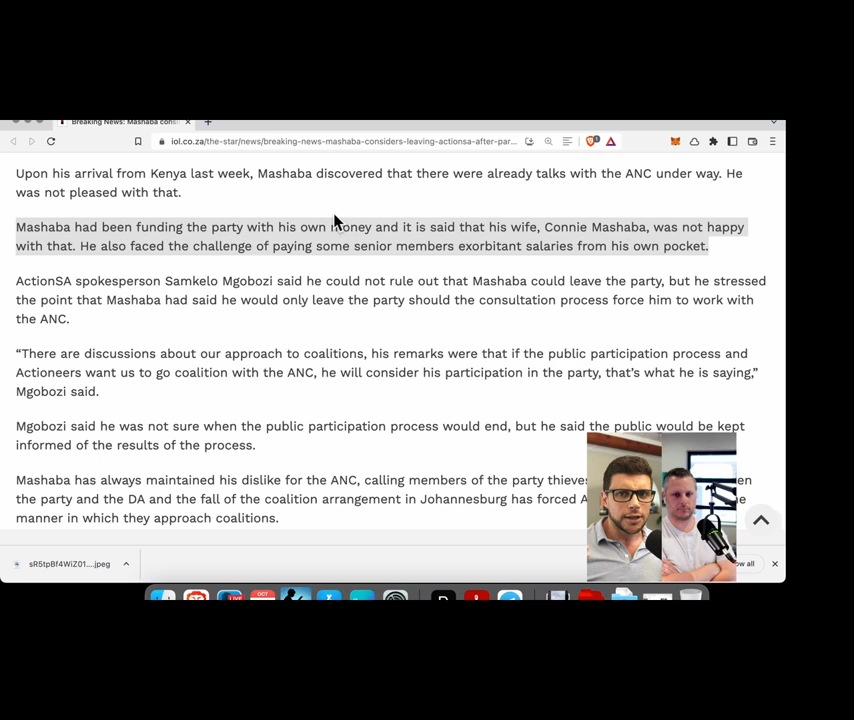 Breaking News: Mashaba cons
iol.co.za/the-star/news/breaking-news-mashaba-considers-leaving-actionsa-after-par...
Upon his arrival from Kenya last week, Mashaba discovered that there were already talks with the ANC under way. He
was not pleased with that.
Mashaba had been funding the party with his own money and it is said that his wife, Connie Mashaba, was not happy
with that. He also faced the challenge of paying some senior members exorbitant salaries from his own pocket.
ActionSA spokesperson Samkelo Mgobozi said he could not rule out that Mashaba could leave the party, but he stressed
the point that Mashaba had said he would only leave the party should the consultation process force him to work with
the ANC.
“There are discussions about our approach to coalitions, his remarks were that if the public participation process and
Actioneers want us to go coalition with the ANC, he will consider his participation in the party, that’s what he is saying,”
Mgobozi said.
Mgobozi said he was not sure when the public participation process would end, but he said the public would be kept
informed of the results of the process.
Mashaba has always maintained his dislike for the ANC, calling members of the party thieves
the party and the DA and the fall of the coalition arrangement in Johannesburg has forced
manner in which they approach coalitions.
sR5tpBf4WiZ01....jpeg
all
LIVE
OCT